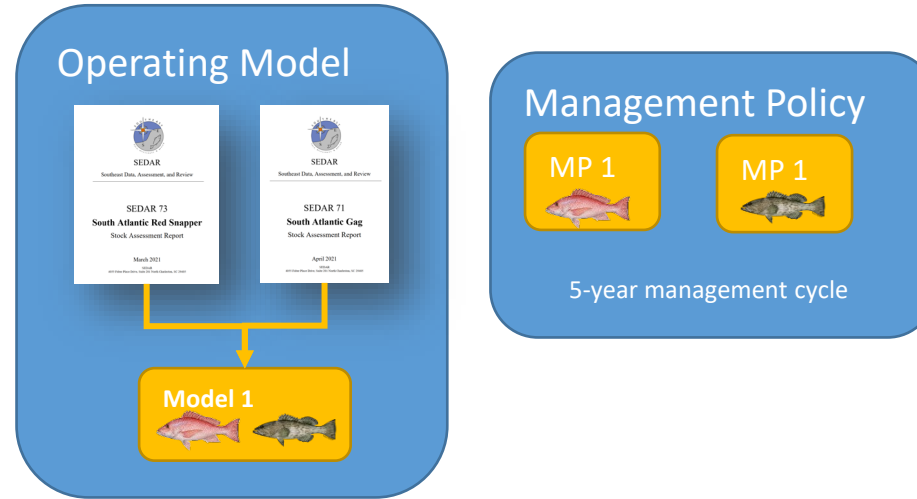 Operating Model
SEDAR
Southeast Data, Assessment, and Review
SEDAR 73
South Atlantic Red Snapper
Stock Assessment Report
March 2021
SEDAR
SEDAR
Southeast Data, Assessment, and Review
SEDAR 71
South Atlantic Gag
Stock Assessment Report
April 2021
SEDAR
Model 1
Management Policy
MP 1
MP 1
5-year management cycle